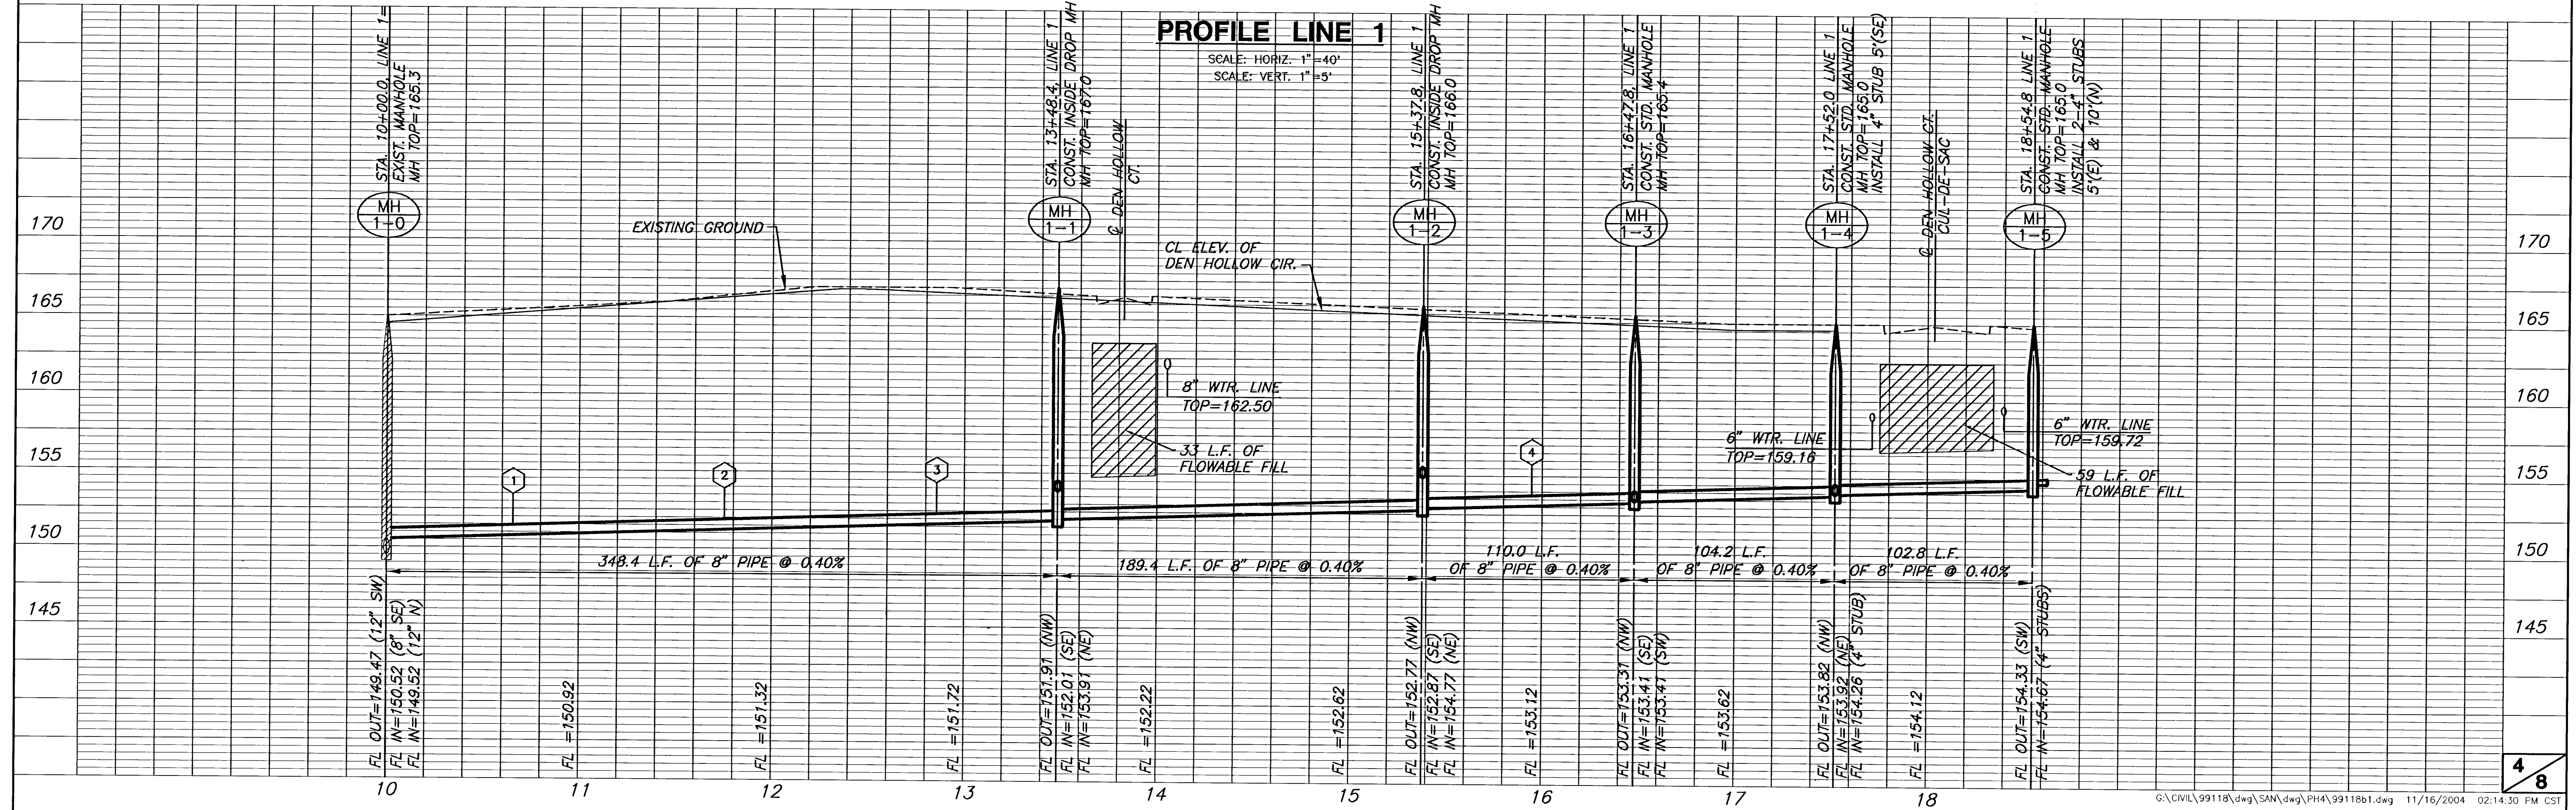 PROFILE LINE 1
SCALE: HORIZ. 1"=40'
SCALE: VERT. 1"=5'
STA. 10+00.0, LINE 1=
EXIST. MANHOLE
MH TOP=165.3
MH
1-0
STA. 13+48.4, LINE 1
CONST. INSIDE DROP MH
MH TOP=167.0
MH
1-1
℄ DEN HOLLOW
CT.
STA. 15+37.8, LINE 1
CONST. INSIDE DROP MH
MH TOP=166.0
MH
1-2
STA. 16+47.8, LINE 1
CONST. STD. MANHOLE
MH TOP=165.4
MH
1-3
STA. 17+52.0 LINE 1
CONST. STD. MANHOLE
MH TOP=165.0
INSTALL 4" STUB 5'(SE)
MH
1-4
℄ DEN HOLLOW CT.
CUL-DE-SAC
STA. 18+54.8 LINE 1
CONST. STD. MANHOLE
MH TOP=165.0
INSTALL 2-4" STUBS
5'(E) & 10'(N)
MH
1-5
170
165
160
155
150
145
170
165
160
155
150
145
EXISTING GROUND
CL ELEV. OF
DEN HOLLOW CIR.
8" WTR. LINE
TOP=162.50
33 L.F. OF
FLOWABLE FILL
6" WTR. LINE
TOP=159.16
6" WTR. LINE
TOP=159.72
59 L.F. OF
FLOWABLE FILL
1
2
3
4
348.4 L.F. OF 8" PIPE @ 0.40%
189.4 L.F. OF 8" PIPE @ 0.40%
110.0 L.F.
OF 8" PIPE @ 0.40%
104.2 L.F.
OF 8" PIPE @ 0.40%
102.8 L.F.
OF 8" PIPE @ 0.40%
FL OUT=149.47 (12" SW)
FL IN=150.52 (8" SE)
FL IN=149.52 (12" N)
FL =150.92
FL =151.32
FL =151.72
FL OUT=151.91 (NW)
FL IN=152.01 (SE)
FL IN=153.91 (NE)
FL =152.22
FL =152.62
FL OUT=152.77 (NW)
FL IN=152.87 (SE)
FL IN=154.77 (NE)
FL =153.12
FL OUT=153.31 (NW)
FL IN=153.41 (SE)
FL IN=153.41 (SW)
FL =153.62
FL OUT=153.82 (NW)
FL IN=153.92 (NE)
FL IN=154.26 (4" STUB)
FL =154.12
FL OUT=154.33 (SW)
FL IN=154.67 (4" STUBS)
10
11
12
13
14
15
16
17
18
4
8
G:\CIVIL\99118\dwg\SAN\dwg\PH4\99118b1.dwg 11/16/2004 02:14:30 PM CST